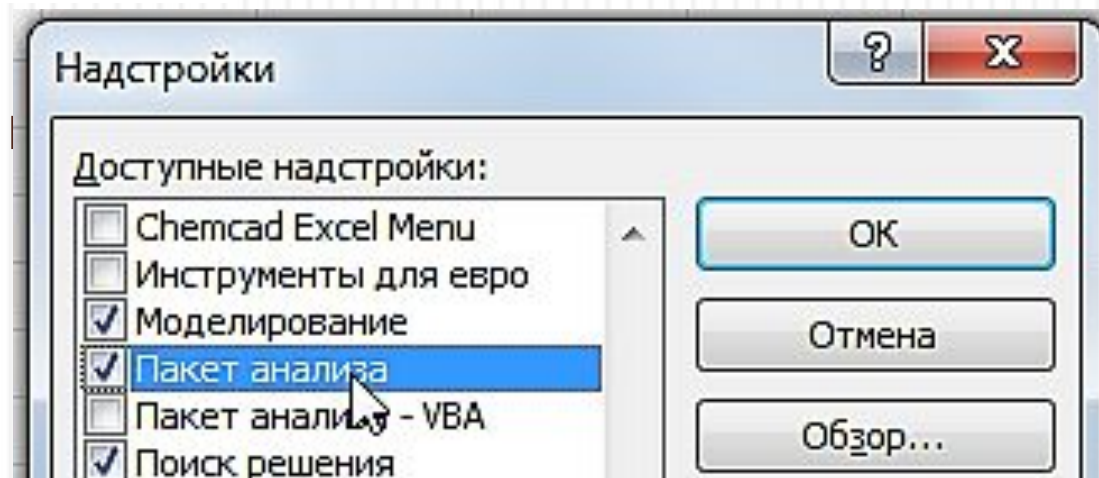 Надстройки
Доступные надстройки:
Chemcad Excel Menu
Инструменты для евро
Моделирование
Пакет анализа
Пакет анализа - VBA
Поиск решения
ОК
Отмена
Обзор...